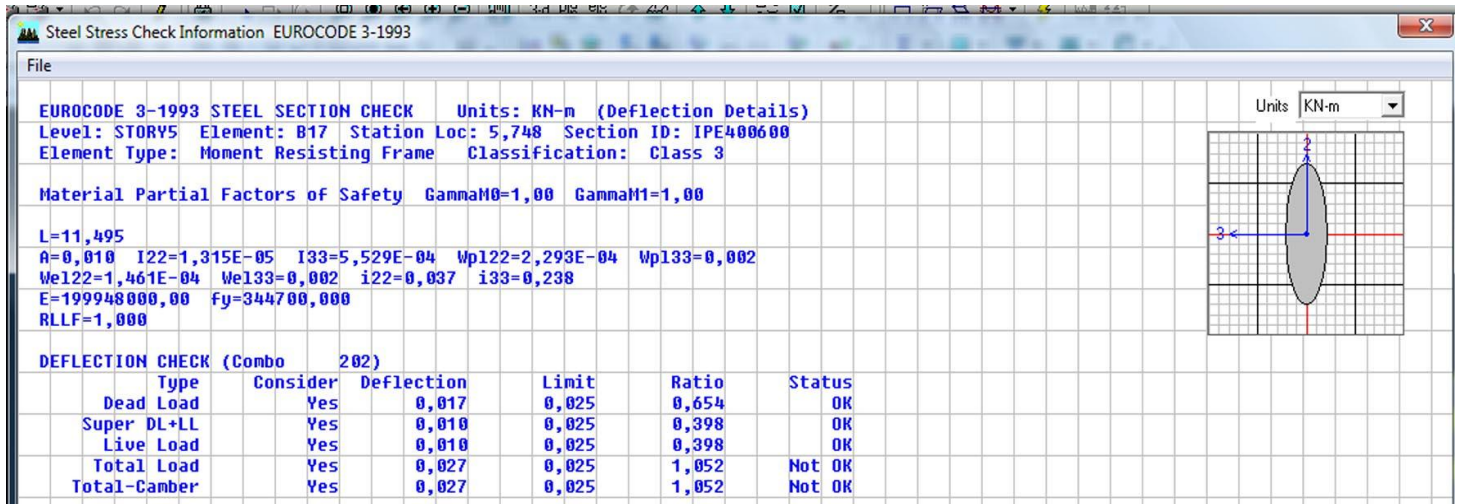 Steel Stress Check Information EUROCODE 3-1993
File
EUROCODE 3-1993 STEEL SECTION CHECK Units: KN-m (Deflection Details)
Units KN-m
Level: STORY5 Element: B17 Station Loc: 5,748 Section ID: IPE400600
Element Type: Moment Resisting Frame Classification: Class 3
2
3
Material Partial Factors of Safety GammaM0=1,00 GammaM1=1,00
L=11,495
A=0,010 I22=1,315E-05 I33=5,529E-04 Wpl22=2,293E-04 Wpl33=0,002
Wel22=1,461E-04 Wel33=0,002 i22=0,037 i33=0,238
E=199948000,00 fy=344700,000
RLLF=1,000
DEFLECTION CHECK (Combo 202)
Type Consider Deflection Limit Ratio Status
Dead Load Yes 0,017 0,025 0,654 OK
Super DL+LL Yes 0,010 0,025 0,398 OK
Live Load Yes 0,010 0,025 0,398 OK
Total Load Yes 0,027 0,025 1,052 Not OK
Total-Camber Yes 0,027 0,025 1,052 Not OK